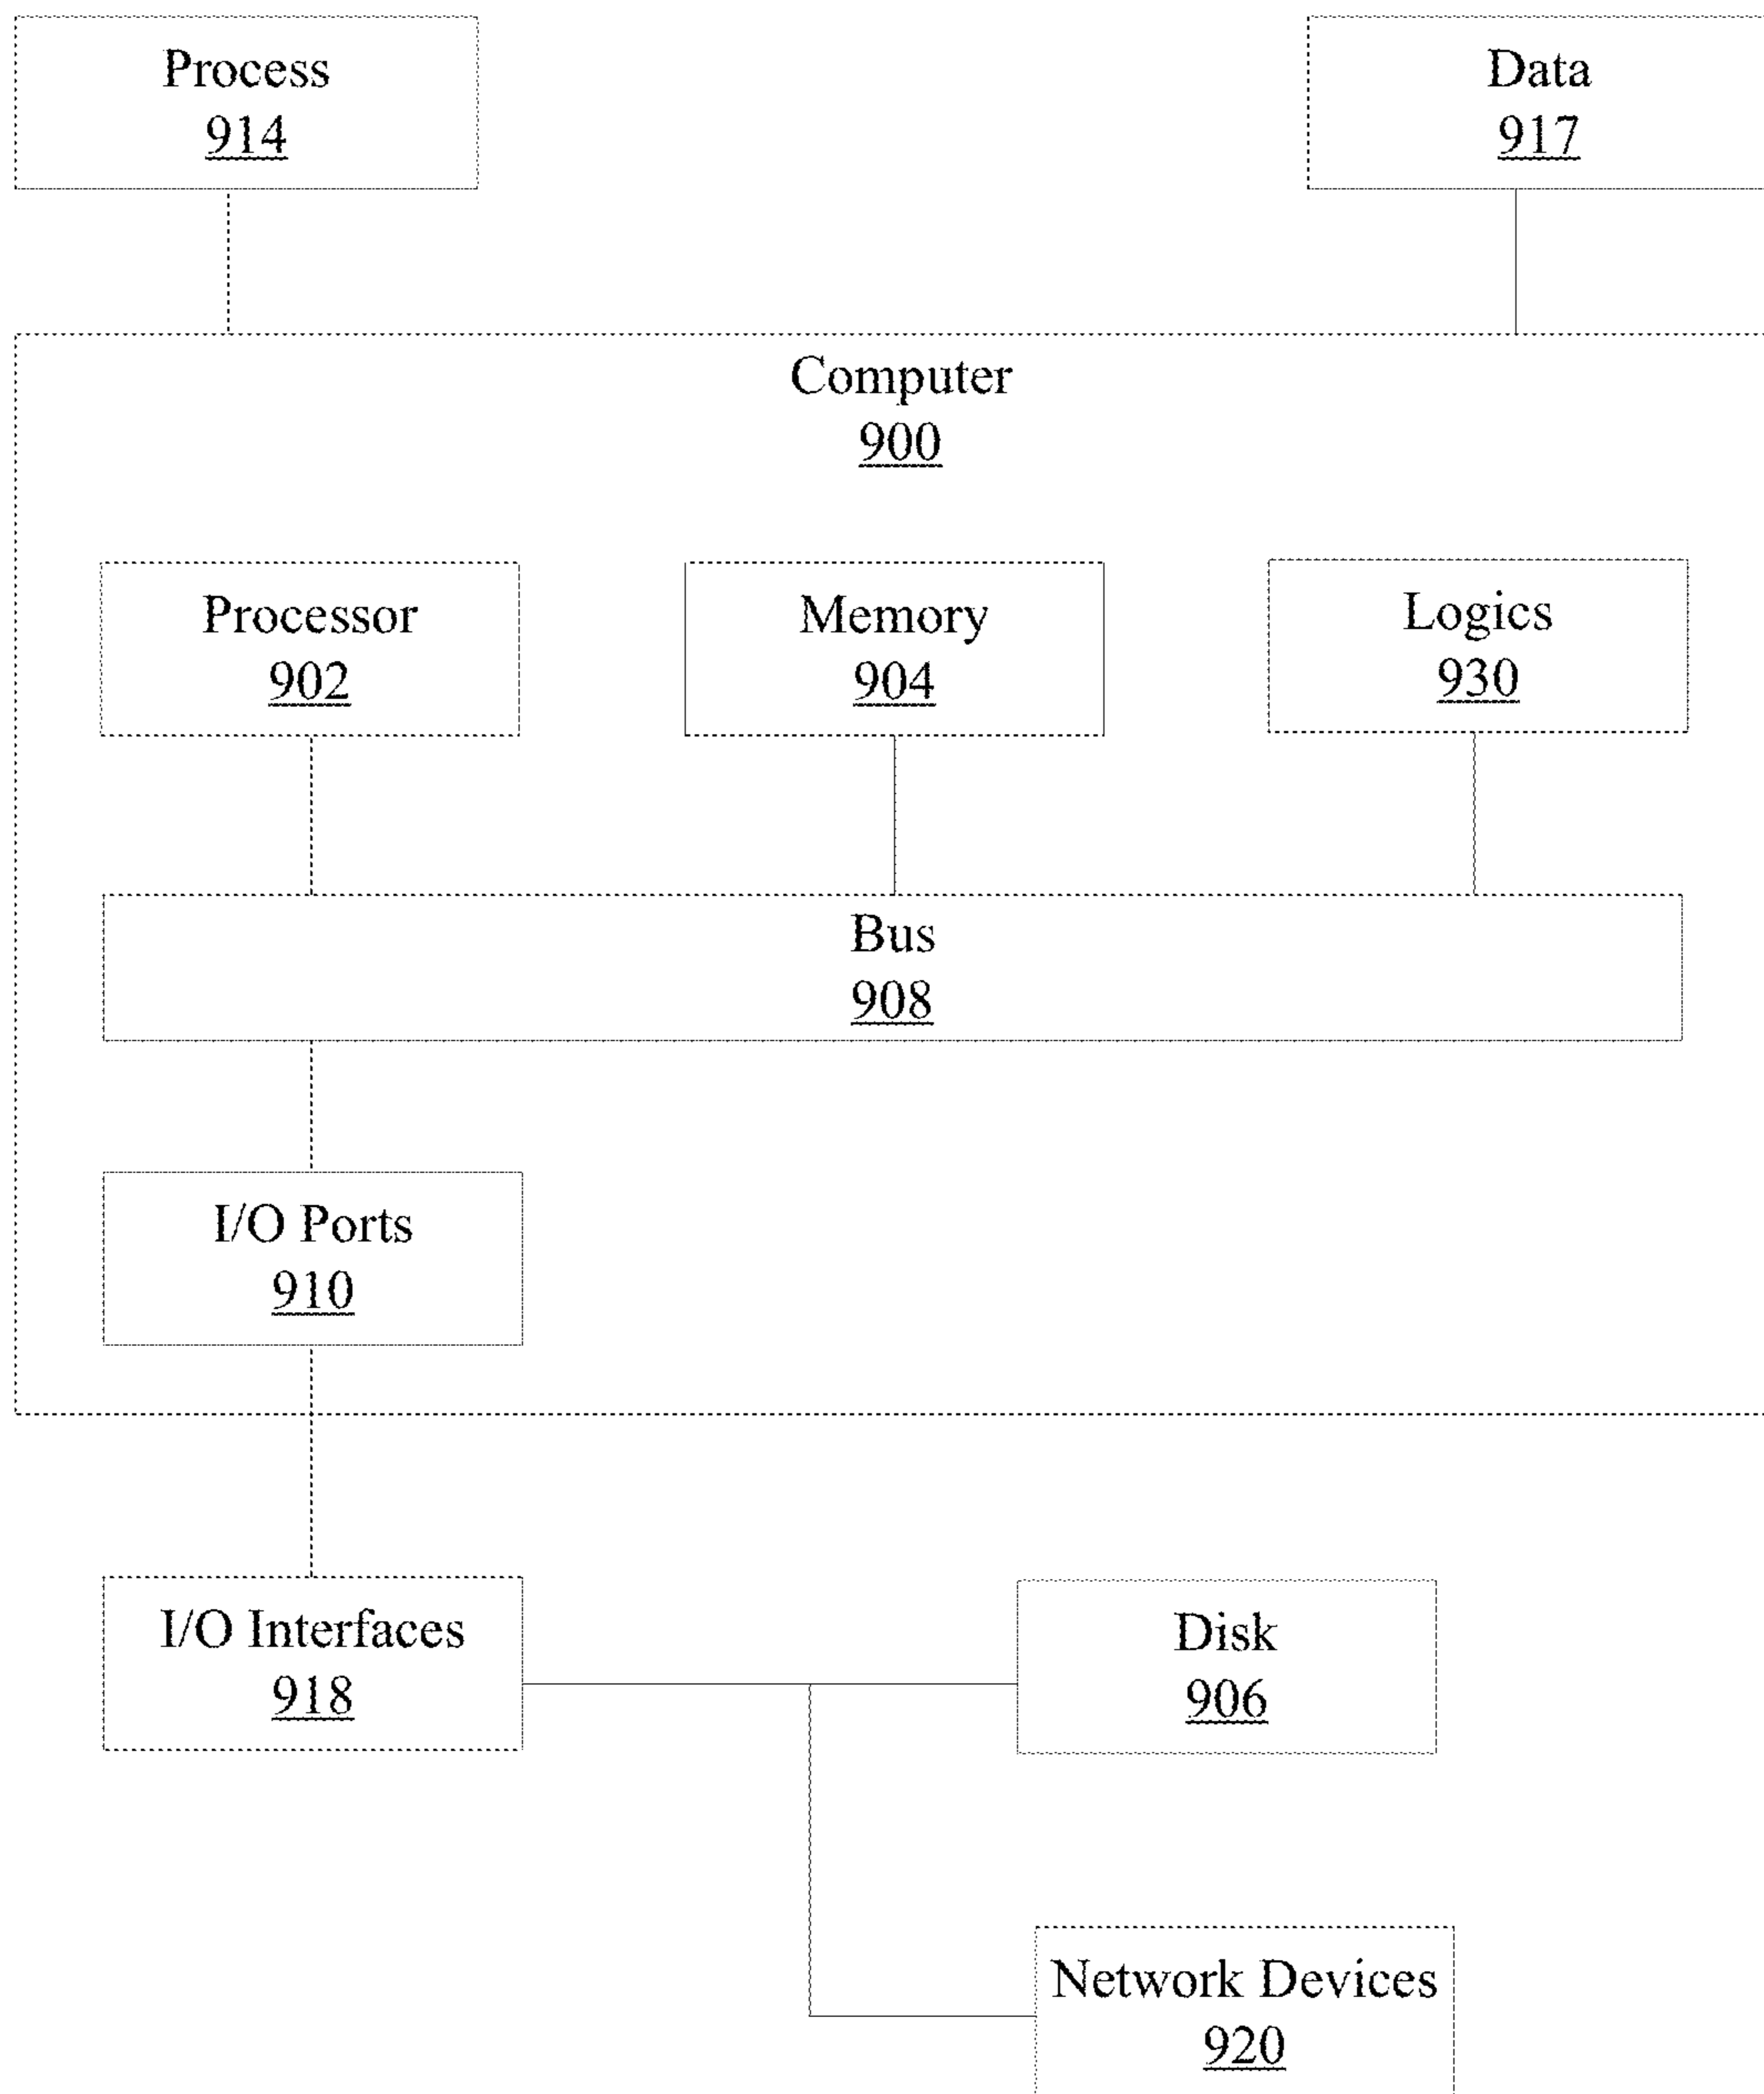 Process
914
Data
917
Computer
900
Processor
902
Memory
904
Logics
930
Bus
908
I/O Ports
910
I/O Interfaces
918
Disk
906
Network Devices
920